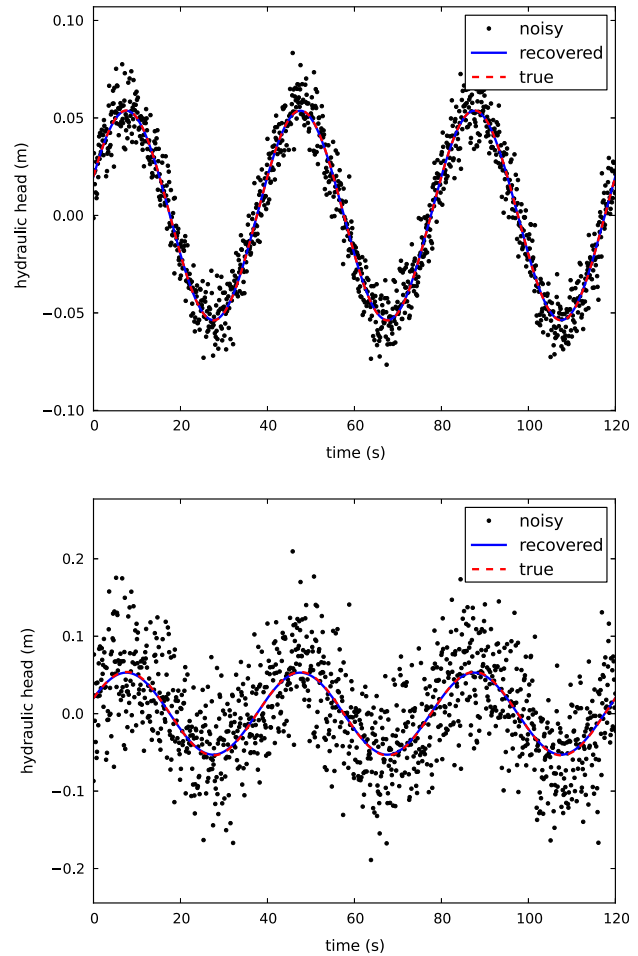 0.10
noisy
recovered
true
0.05
0.00
−0.05
−0.10
hydraulic head (m)
0 20 40 60 80 100 120
time (s)
noisy
recovered
true
0.2
0.1
0.0
−0.1
−0.2
hydraulic head (m)
0 20 40 60 80 100 120
time (s)